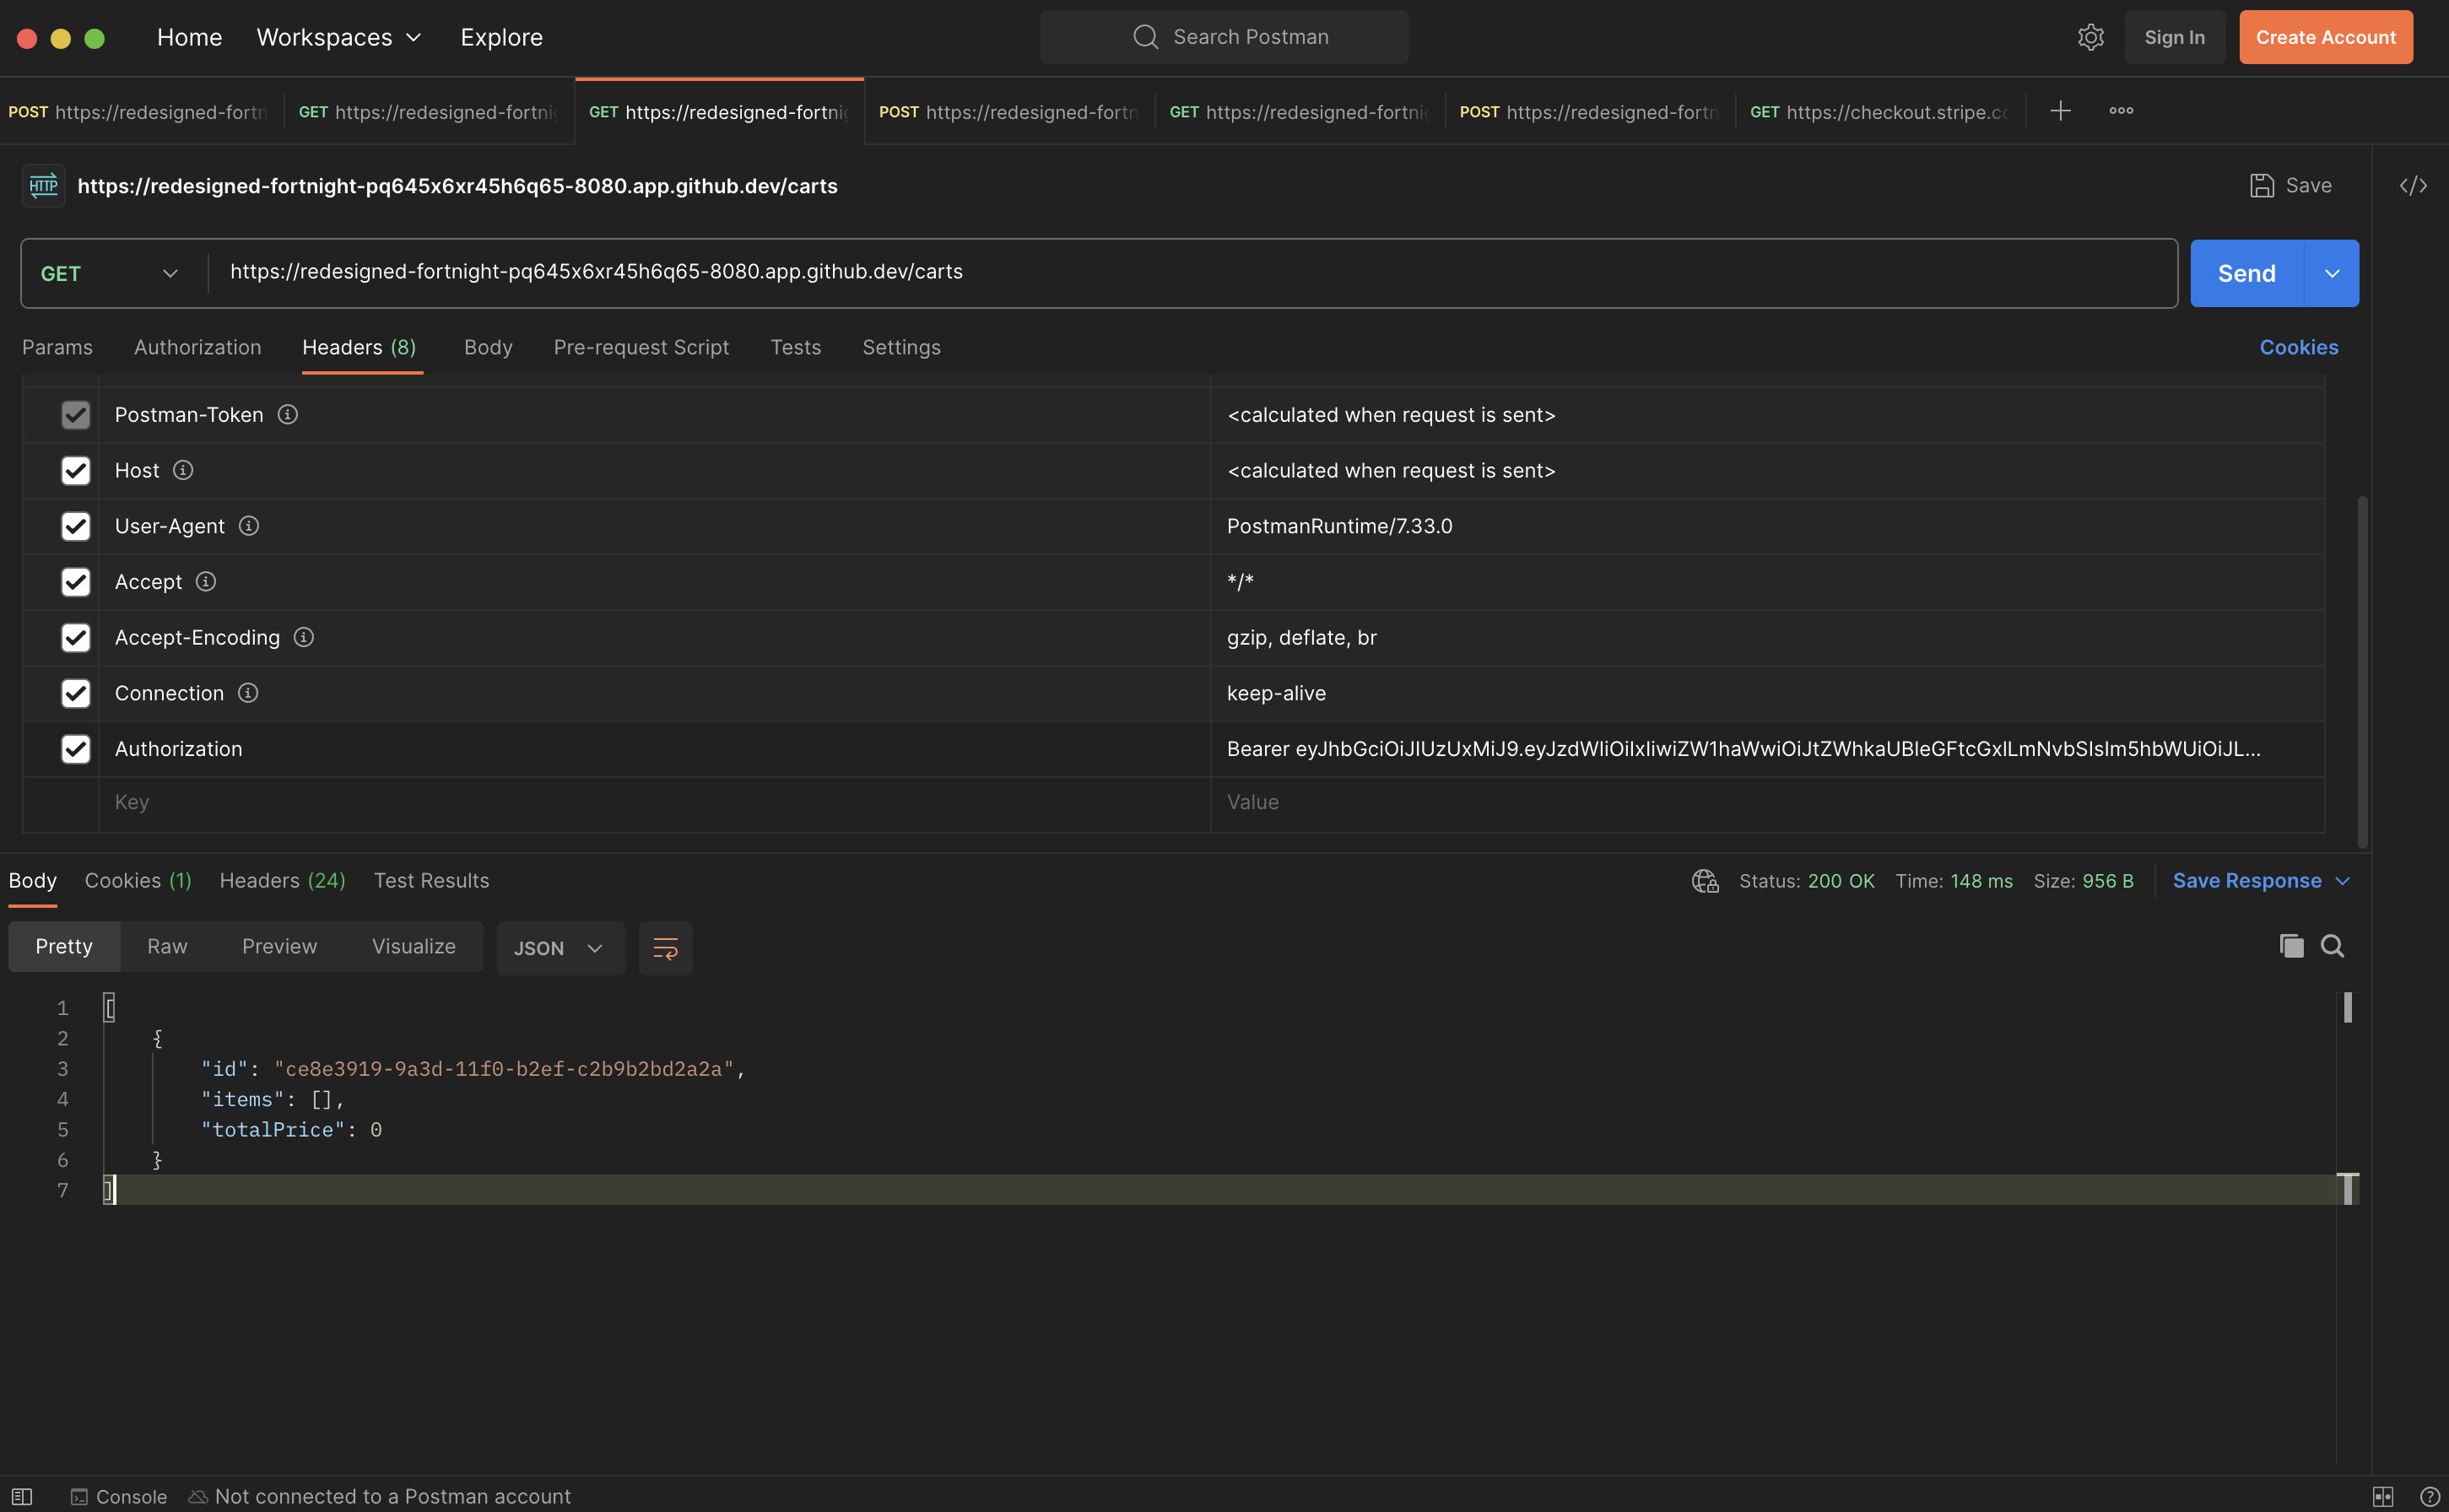 Home Workspaces Explore Search Postman Sign In Create Account
POST https://redesigned-fortn GET https://redesigned-fortnig GET https://redesigned-fortnig POST https://redesigned-fortn GET https://redesigned-fortnig POST https://redesigned-fortn GET https://checkout.stripe.co
HTTP https://redesigned-fortnight-pq645x6xr45h6q65-8080.app.github.dev/carts Save </>
GET https://redesigned-fortnight-pq645x6xr45h6q65-8080.app.github.dev/carts Send
Params Authorization Headers (8) Body Pre-request Script Tests Settings Cookies
Postman-Token <calculated when request is sent>
Host <calculated when request is sent>
User-Agent PostmanRuntime/7.33.0
Accept */*
Accept-Encoding gzip, deflate, br
Connection keep-alive
Authorization Bearer eyJhbGciOiJIUzUxMiJ9.eyJzdWIiOiIxIiwiZW1haWwiOiJtZWhkaUBleGFtcGxlLmNvbSIsIm5hbWUiOiJL...
Key Value
Body Cookies (1) Headers (24) Test Results Status: 200 OK Time: 148 ms Size: 956 B Save Response
Pretty Raw Preview Visualize JSON
1 [
2 {
3 "id": "ce8e3919-9a3d-11f0-b2ef-c2b9b2bd2a2a",
4 "items": [],
5 "totalPrice": 0
6 }
7 ]
Console Not connected to a Postman account